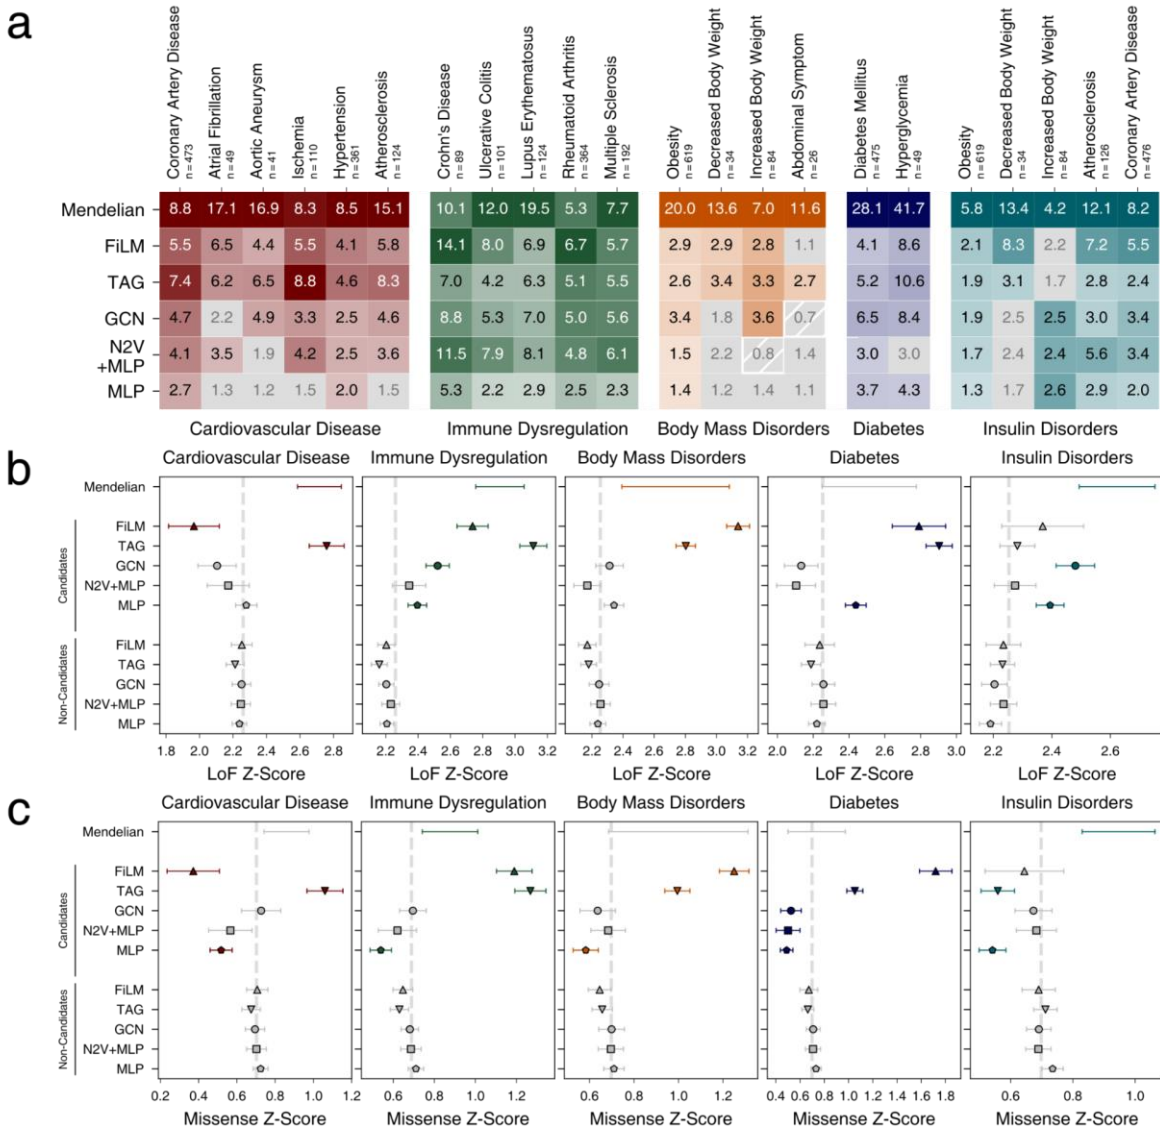 a
Coronary Artery Disease n=473
Atrial Fibrillation n=49
Aortic Aneurysm n=41
Ischemia n=110
Hypertension n=361
Atherosclerosis n=124
Crohn's Disease n=89
Ulcerative Colitis n=101
Lupus Erythematosus n=124
Rheumatoid Arthritis n=364
Multiple Sclerosis n=192
Obesity n=619
Decreased Body Weight n=34
Increased Body Weight n=84
Abdominal Symptom n=26
Diabetes Mellitus n=475
Hyperglycemia n=49
Obesity n=619
Decreased Body Weight n=34
Increased Body Weight n=84
Atherosclerosis n=126
Coronary Artery Disease n=476
Mendelian 8.8 17.1 16.9 8.3 8.5 15.1 10.1 12.0 19.5 5.3 7.7 20.0 13.6 7.0 11.6 28.1 41.7 5.8 13.4 4.2 12.1 8.2
FiLM 5.5 6.5 4.4 5.5 4.1 5.8 14.1 8.0 6.9 6.7 5.7 2.9 2.9 2.8 1.1 4.1 8.6 2.1 8.3 2.2 7.2 5.5
TAG 7.4 6.2 6.5 8.8 4.6 8.3 7.0 4.2 6.3 5.1 5.5 2.6 3.4 3.3 2.7 5.2 10.6 1.9 3.1 1.7 2.8 2.4
GCN 4.7 2.2 4.9 3.3 2.5 4.6 8.8 5.3 7.0 5.0 5.6 3.4 1.8 3.6 0.7 6.5 8.4 1.9 2.5 2.5 3.0 3.4
N2V
+MLP 4.1 3.5 1.9 4.2 2.5 3.6 11.5 7.9 8.1 4.8 6.1 1.5 2.2 0.8 1.4 3.0 3.0 1.7 2.4 2.4 5.6 3.4
MLP 2.7 1.3 1.2 1.5 2.0 1.5 5.3 2.2 2.9 2.5 2.3 1.4 1.2 1.4 1.1 3.7 4.3 1.3 1.7 2.6 2.9 2.0
Cardiovascular Disease Immune Dysregulation Body Mass Disorders Diabetes Insulin Disorders
b
Cardiovascular Disease Immune Dysregulation Body Mass Disorders Diabetes Insulin Disorders
Mendelian
Candidates
FiLM
TAG
GCN
N2V+MLP
MLP
Non-Candidates
FiLM
TAG
GCN
N2V+MLP
MLP
1.8 2.0 2.2 2.4 2.6 2.8 2.2 2.4 2.6 2.8 3.0 3.2 2.2 2.4 2.6 2.8 3.0 3.2 2.0 2.2 2.4 2.6 2.8 3.0 2.2 2.4 2.6
LoF Z-Score LoF Z-Score LoF Z-Score LoF Z-Score LoF Z-Score
c
Cardiovascular Disease Immune Dysregulation Body Mass Disorders Diabetes Insulin Disorders
Mendelian
Candidates
FiLM
TAG
GCN
N2V+MLP
MLP
Non-Candidates
FiLM
TAG
GCN
N2V+MLP
MLP
0.2 0.4 0.6 0.8 1.0 1.2 0.6 0.8 1.0 1.2 0.6 0.8 1.0 1.2 0.4 0.6 0.8 1.0 1.2 1.4 1.6 1.8 0.6 0.8 1.0
Missense Z-Score Missense Z-Score Missense Z-Score Missense Z-Score Missense Z-Score